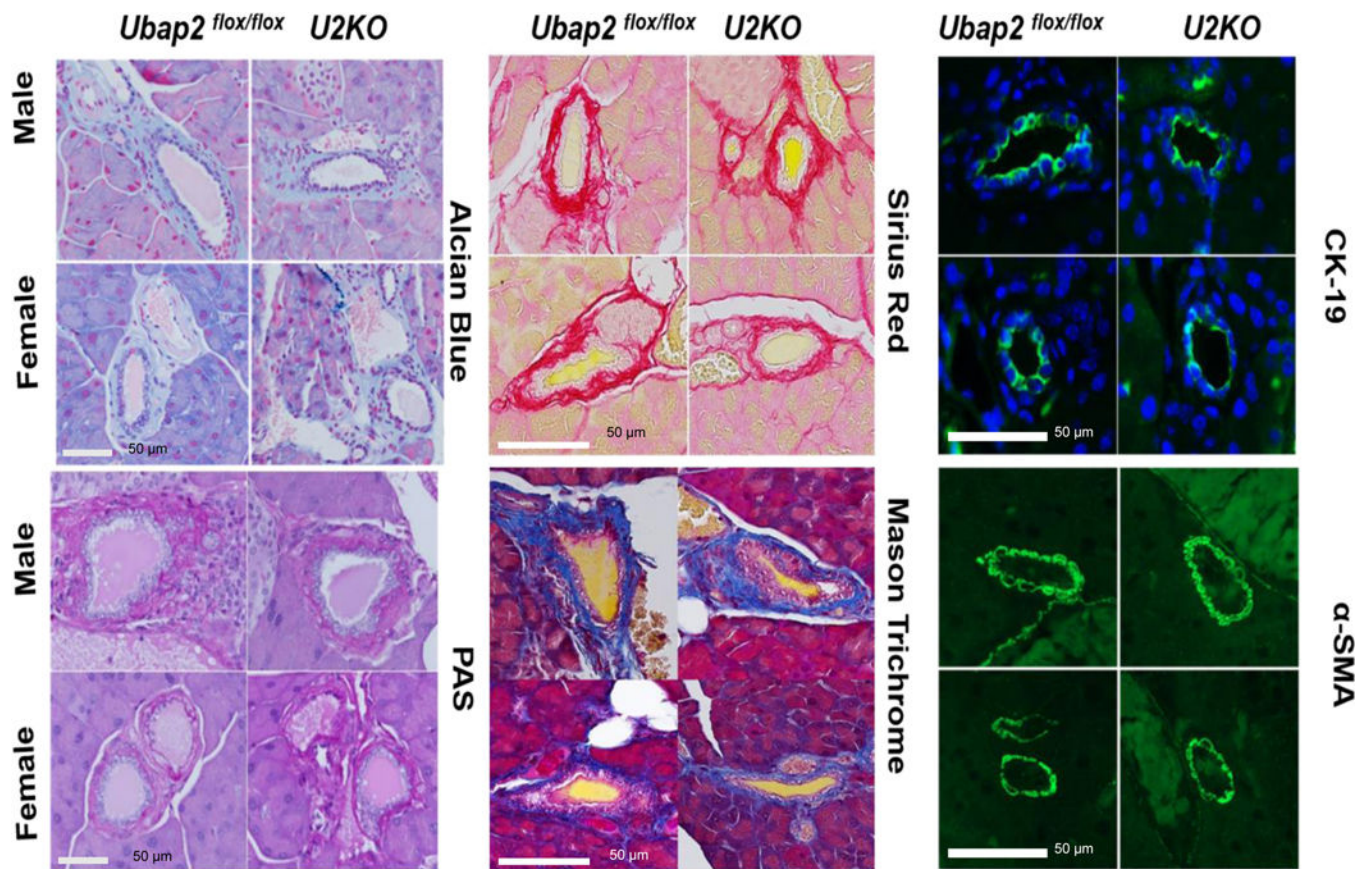 Ubap2 flox/flox U2KO Ubap2 flox/flox U2KO Ubap2 flox/flox U2KO
Male
Female
50 µm
Alcian Blue
50 µm
Sirius Red
50 µm
CK-19
Male
Female
50 µm
PAS
50 µm
Mason Trichrome
50 µm
α-SMA